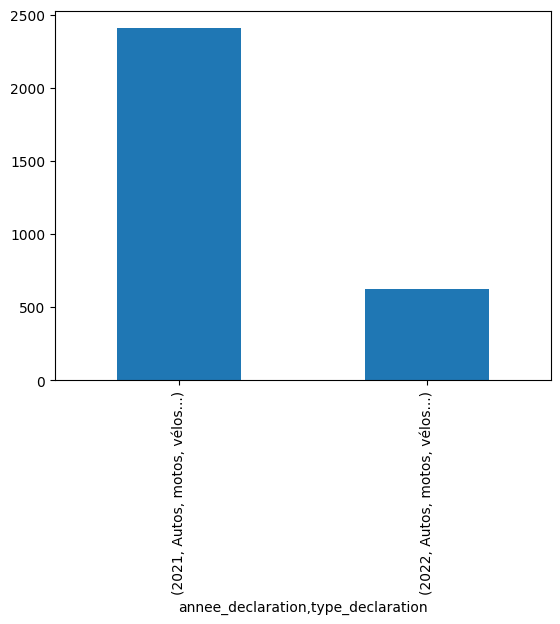 2500
2000
1500
1000
500
0
(2021, Autos, motos, vélos...)
(2022, Autos, motos, vélos...)
annee_declaration,type_declaration